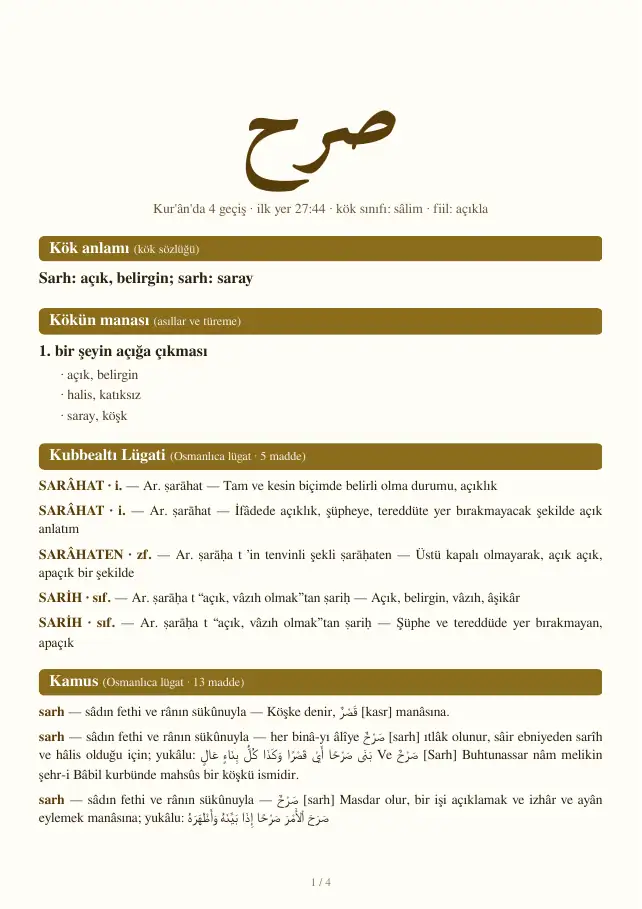 صرح
Kur'ân'da 4 geçiş · ilk yer 27:44 · kök sınıfı: sâlim · fiil: açıkla
Kök anlamı (kök sözlüğü)
Sarh: açık, belirgin; sarh: saray
Kökün manası (asıllar ve türeme)
1. bir şeyin açığa çıkması
· açık, belirgin
· halis, katıksız
· saray, köşk
Kubbealtı Lügati (Osmanlıca lügat · 5 madde)
SARÂHAT · i. — Ar. ṣarāhat — Tam ve kesin biçimde belirli olma durumu, açıklık
SARÂHAT · i. — Ar. ṣarāhat — İfâdede açıklık, şüpheye, tereddüte yer bırakmayacak şekilde açık
anlatım
SARÂHATEN · zf. — Ar. ṣarāḥa t 'in tenvinli şekli ṣarāḥaten — Üstü kapalı olmayarak, açık açık,
apaçık bir şekilde
SARİH · sıf. — Ar. ṣarāḥa t “açık, vâzıh olmak”tan ṣariḥ — Açık, belirgin, vâzıh, âşikâr
SARİH · sıf. — Ar. ṣarāḥa t “açık, vâzıh olmak”tan ṣariḥ — Şüphe ve tereddüde yer bırakmayan,
apaçık
Kamus (Osmanlıca lügat · 13 madde)
sarh — sâdın fethi ve rânın sükûnuyla — Köşke denir, قَصْرٌ [kasr] manâsına.
sarh — sâdın fethi ve rânın sükûnuyla — her binâ-yı âlîye صَرْحٌ [sarh] ıtlâk olunur, sâir ebniyeden sarîh
ve hâlis olduğu için; yukâlu: بَنَى صَرْحًا أَيْ قَصْرًا وَكَذَا كُلُّ بِنَاءٍ عَالٍ Ve صَرْحٌ [Sarh] Buhtunassar nâm melikin
şehr-i Bâbil kurbünde mahsûs bir köşkü ismidir.
sarh — sâdın fethi ve rânın sükûnuyla — صَرْحٌ [sarh] Masdar olur, bir işi açıklamak ve izhâr ve ayân
eylemek manâsına; yukâlu: صَرَحَ الْأَمْرَ صَرْحًا إِذَا بَيَّنَهُ وَأَظْهَرَهُ
1 / 4